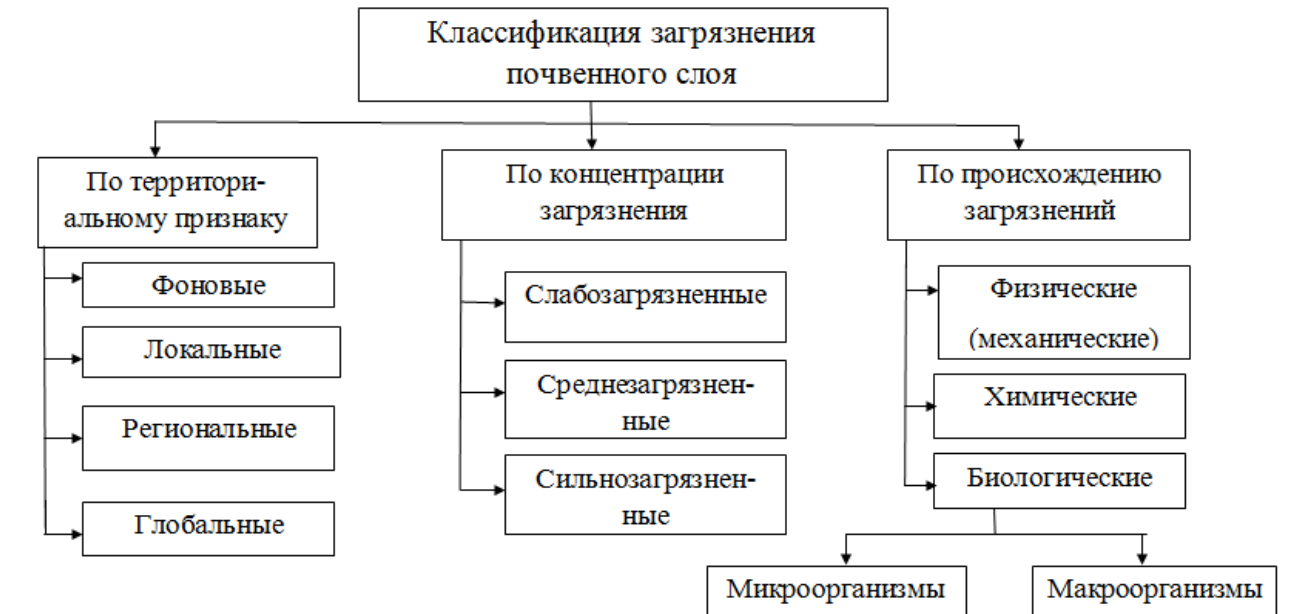 Классификация загрязнения
почвенного слоя
По территори-
альному признаку
Фоновые
Локальные
Региональные
Глобальные
По концентрации
загрязнения
Слабозагрязненные
Среднезагрязнен-
ные
Сильнозагрязнен-
ные
По происхождению
загрязнений
Физические
(механические)
Химические
Биологические
Микроорганизмы
Макроорганизмы